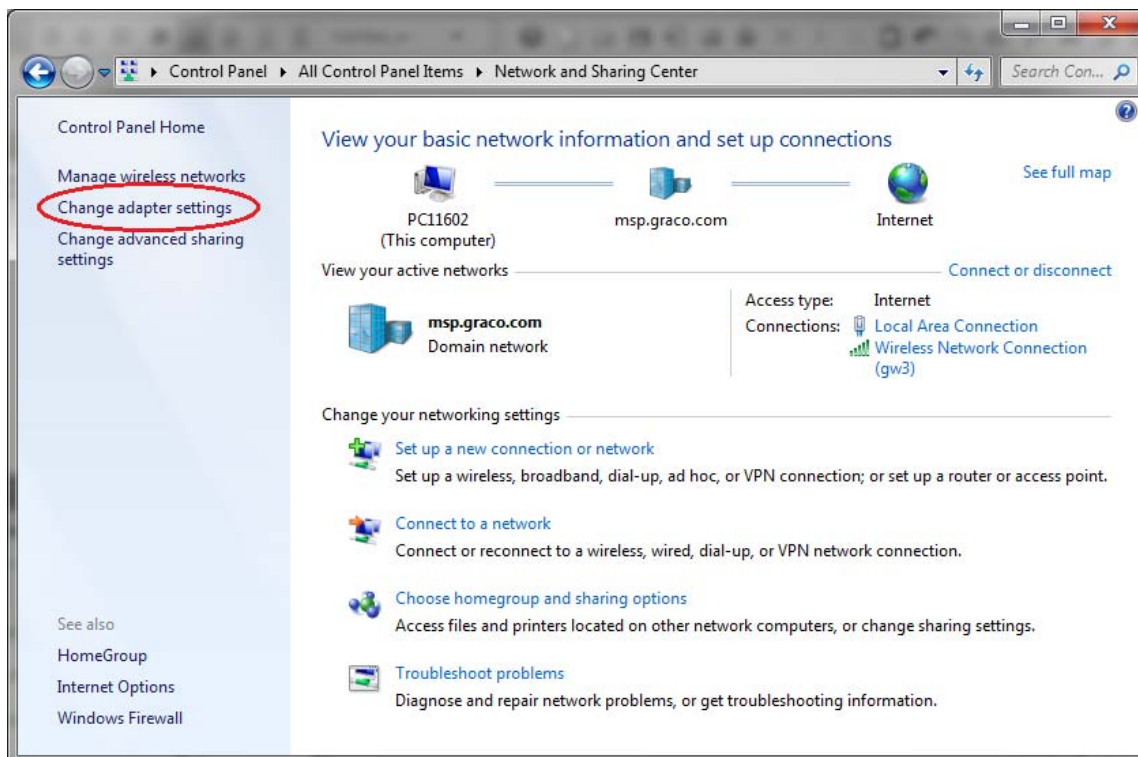 Control Panel ▸ All Control Panel Items ▸ Network and Sharing Center
Search Con...
Control Panel Home
Manage wireless networks
Change adapter settings
Change advanced sharing
settings
See also
HomeGroup
Internet Options
Windows Firewall
View your basic network information and set up connections
See full map
PC11602
(This computer)
msp.graco.com
Internet
View your active networks
Connect or disconnect
msp.graco.com
Domain network
Access type: Internet
Connections: Local Area Connection
Wireless Network Connection
(gw3)
Change your networking settings
Set up a new connection or network
Set up a wireless, broadband, dial-up, ad hoc, or VPN connection; or set up a router or access point.
Connect to a network
Connect or reconnect to a wireless, wired, dial-up, or VPN network connection.
Choose homegroup and sharing options
Access files and printers located on other network computers, or change sharing settings.
Troubleshoot problems
Diagnose and repair network problems, or get troubleshooting information.